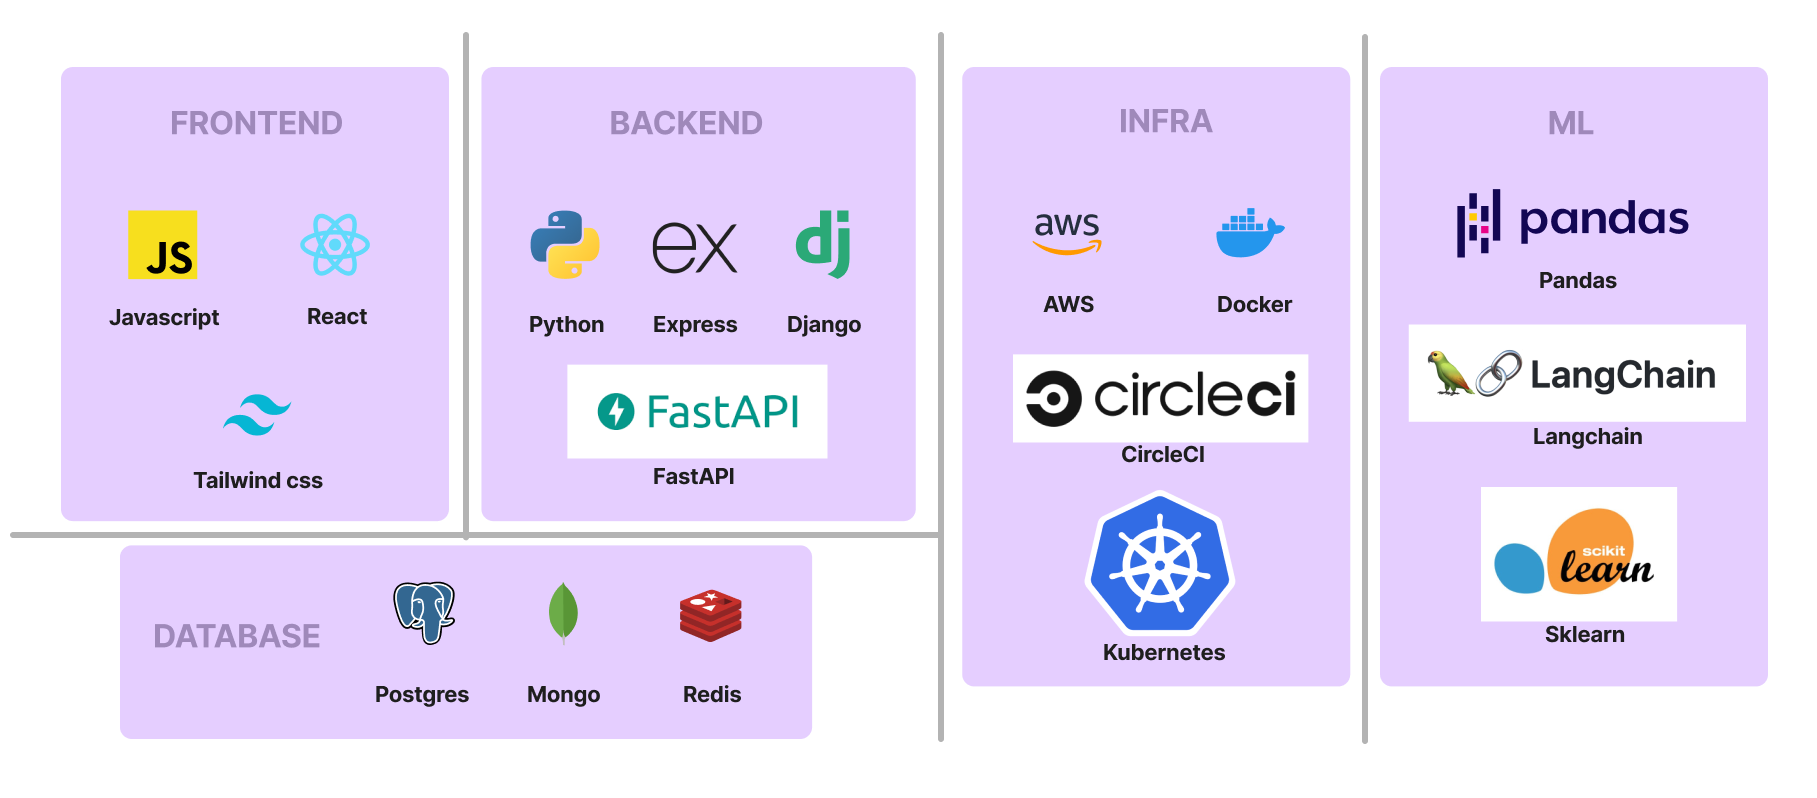 FRONTEND
JS
Javascript
React
Tailwind css
BACKEND
Python
ex
Express
dj
Django
FastAPI
FastAPI
DATABASE
Postgres
Mongo
Redis
INFRA
aws
AWS
Docker
circleci
CircleCI
Kubernetes
ML
pandas
Pandas
LangChain
Langchain
scikit
learn
Sklearn